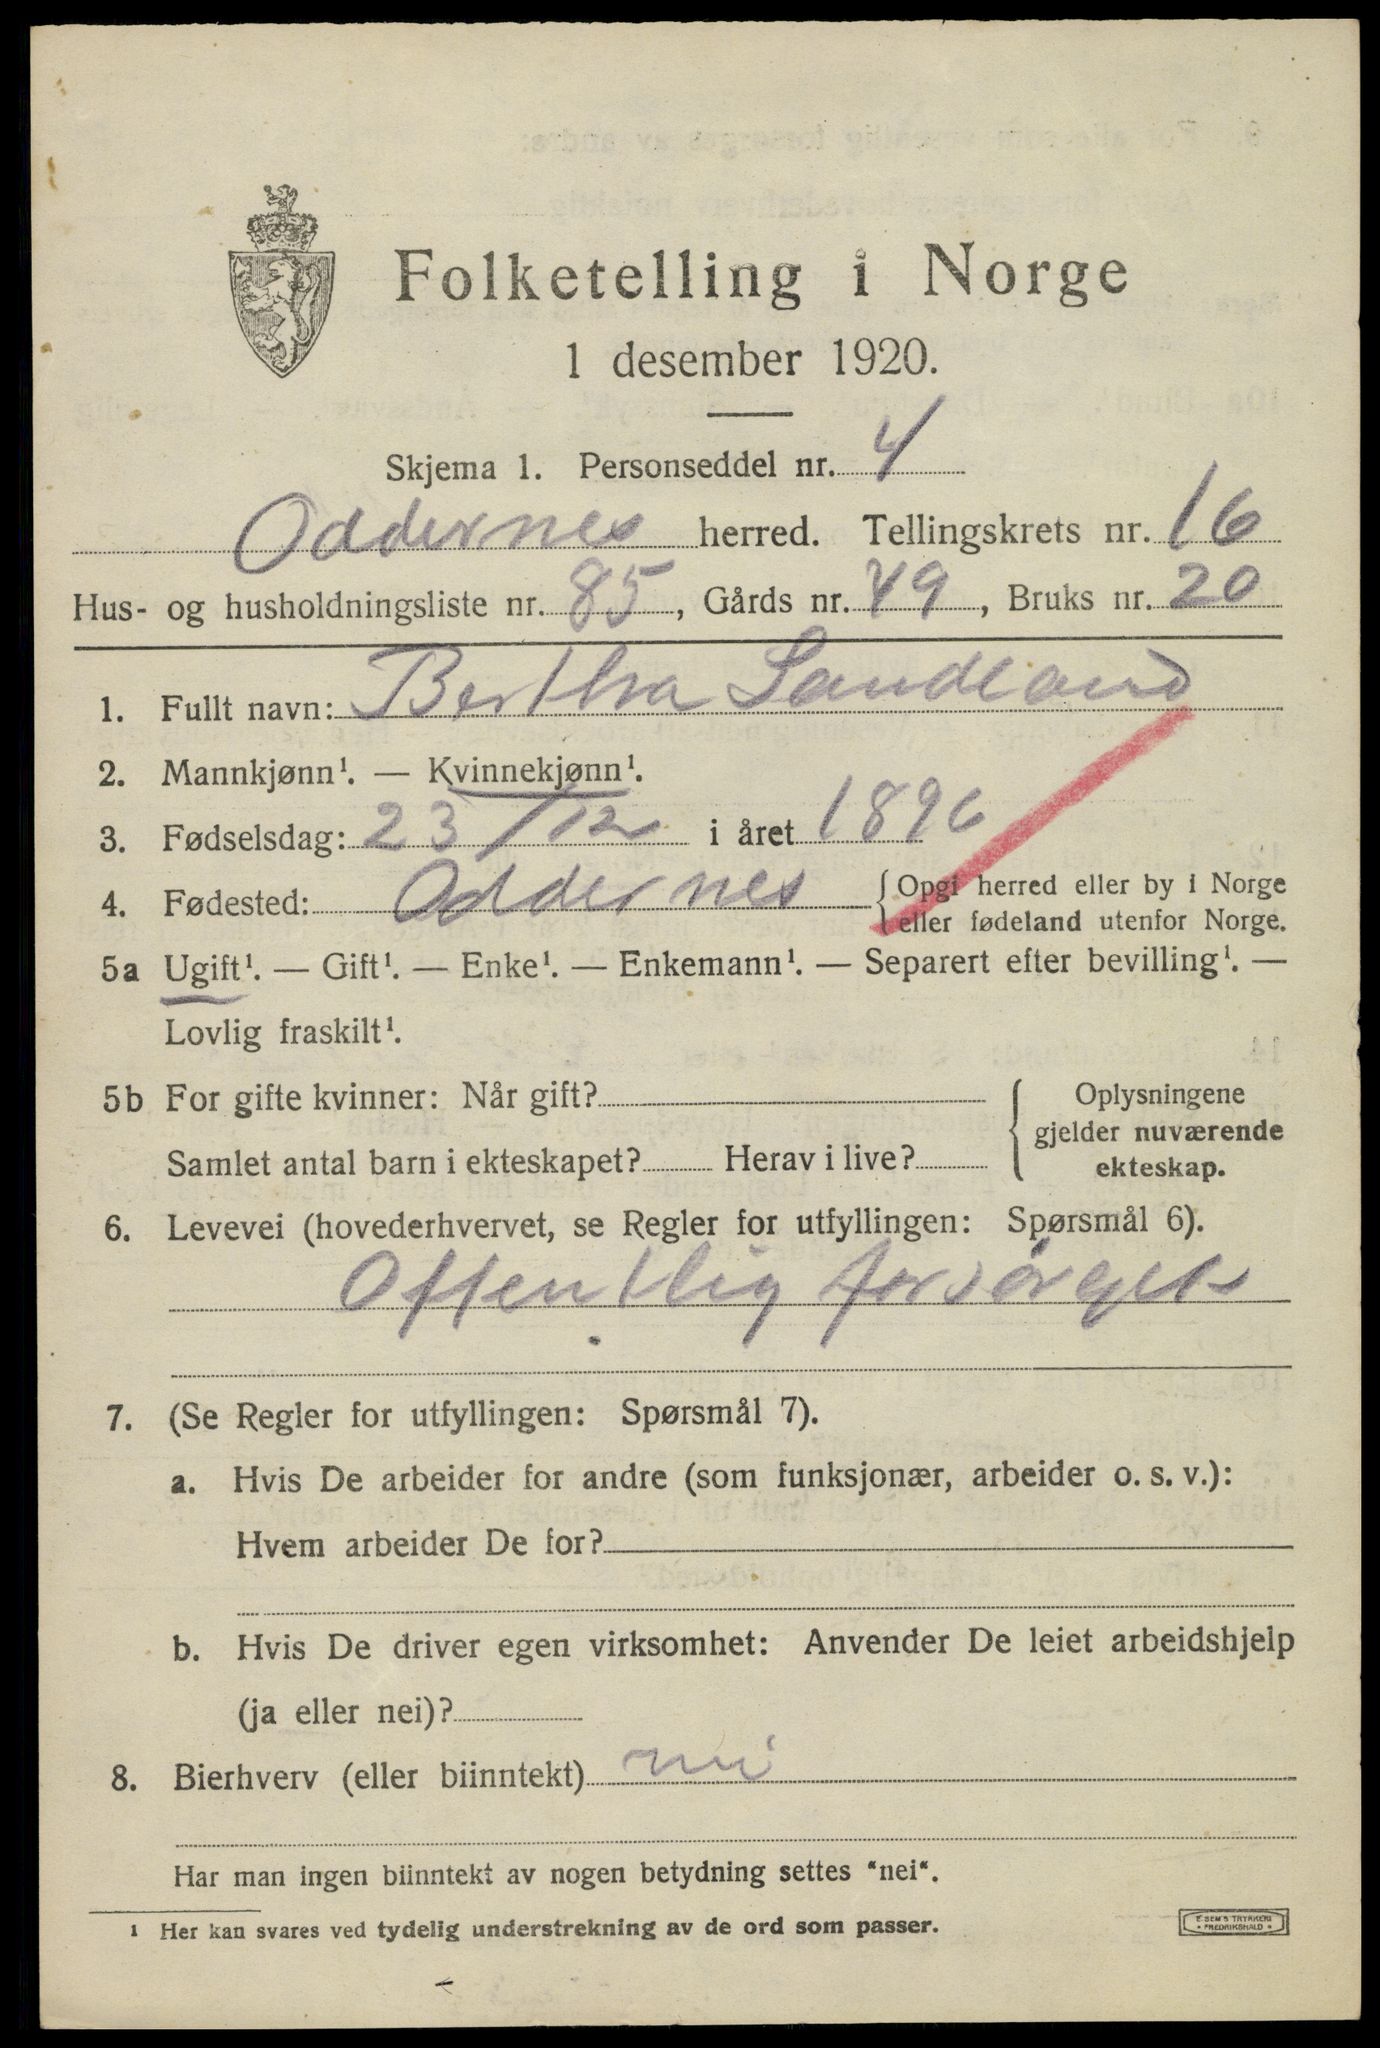 Folketelling i Norge
1 desember 1920.
Skjema 1. Personseddel nr. 4
Oddernes herred. Tellingskrets nr. 16
Hus- og husholdningsliste nr. 85, Gårds nr. 49, Bruks nr. 20
1. Fullt navn: Bertha Sandland
2. Mannkjønn¹. — Kvinnekjønn¹.
3. Fødselsdag: 23/12 i året 1896
4. Fødested: Oddernes { Opgi herred eller by i Norge
eller fødeland utenfor Norge.
5a Ugift¹. — Gift¹. — Enke¹. — Enkemann¹. — Separert efter bevilling¹. —
Lovlig fraskilt¹.
5b For gifte kvinner: Når gift?
Samlet antal barn i ekteskapet? Herav i live?
{ Oplysningene
gjelder nuværende
ekteskap.
6. Levevei (hovederhvervet, se Regler for utfyllingen: Spørsmål 6).
Offentlig forsørgels
7. (Se Regler for utfyllingen: Spørsmål 7).
a. Hvis De arbeider for andre (som funksjonær, arbeider o. s. v.):
Hvem arbeider De for?
b. Hvis De driver egen virksomhet: Anvender De leiet arbeidshjelp
(ja eller nei)?
8. Bierhverv (eller biinntekt) nei
Har man ingen biinntekt av nogen betydning settes "nei".
¹ Her kan svares ved tydelig understrekning av de ord som passer.
E. SEM'S TRYKKERI
• FREDRIKSHALD •